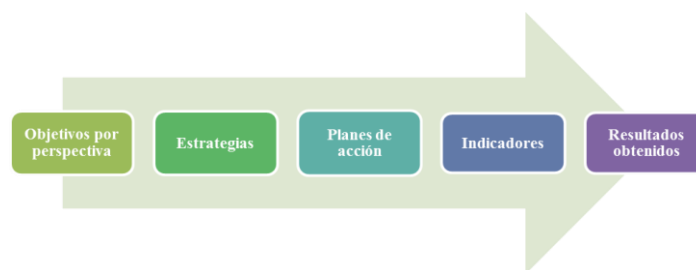 Objetivos por
perspectiva
Estrategias
Planes de
acción
Indicadores
Resultados
obtenidos